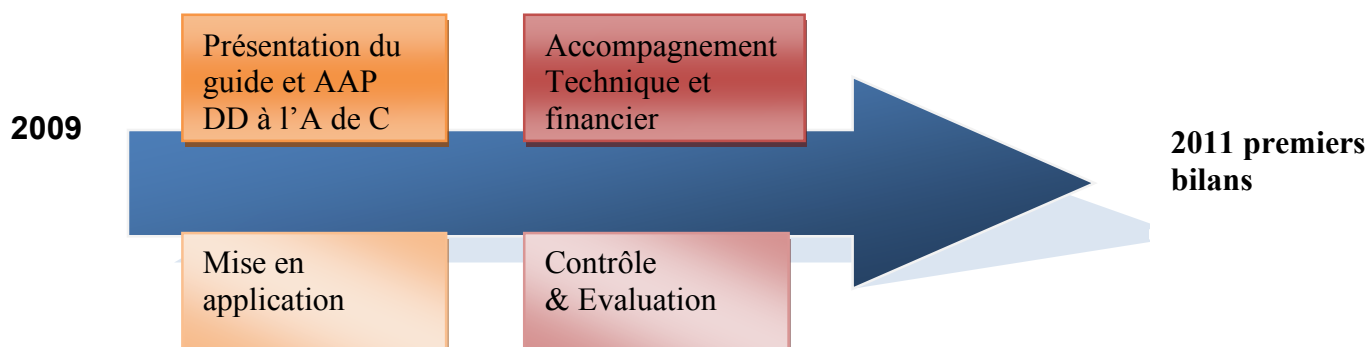 2009
Présentation du
guide et AAP
DD à l'A de C
Accompagnement
Technique et
financier
Mise en
application
Contrôle
& Evaluation
2011 premiers
bilans